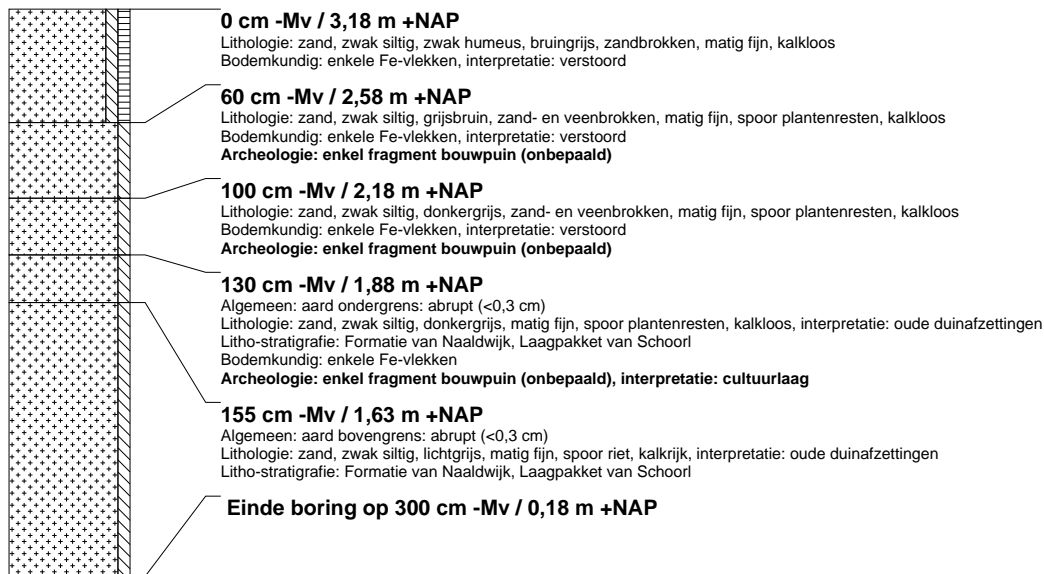 0 cm -Mv / 3,18 m +NAP
Lithologie: zand, zwak siltig, zwak humeus, bruingrijs, zandbrokken, matig fijn, kalkloos
Bodemkundig: enkele Fe-vlekken, interpretatie: verstoord
60 cm -Mv / 2,58 m +NAP
Lithologie: zand, zwak siltig, grijsbruin, zand- en veenbrokken, matig fijn, spoor plantenresten, kalkloos
Bodemkundig: enkele Fe-vlekken, interpretatie: verstoord
Archeologie: enkel fragment bouwpuin (onbepaald)
100 cm -Mv / 2,18 m +NAP
Lithologie: zand, zwak siltig, donkergrijs, zand- en veenbrokken, matig fijn, spoor plantenresten, kalkloos
Bodemkundig: enkele Fe-vlekken, interpretatie: verstoord
Archeologie: enkel fragment bouwpuin (onbepaald)
130 cm -Mv / 1,88 m +NAP
Algemeen: aard ondergrens: abrupt (<0,3 cm)
Lithologie: zand, zwak siltig, donkergrijs, matig fijn, spoor plantenresten, kalkloos, interpretatie: oude duinafzettingen
Litho-stratigrafie: Formatie van Naaldwijk, Laagpakket van Schoorl
Bodemkundig: enkele Fe-vlekken
Archeologie: enkel fragment bouwpuin (onbepaald), interpretatie: cultuurlaag
155 cm -Mv / 1,63 m +NAP
Algemeen: aard bovengrens: abrupt (<0,3 cm)
Lithologie: zand, zwak siltig, lichtgrijs, matig fijn, spoor riet, kalkrijk, interpretatie: oude duinafzettingen
Litho-stratigrafie: Formatie van Naaldwijk, Laagpakket van Schoorl
Einde boring op 300 cm -Mv / 0,18 m +NAP